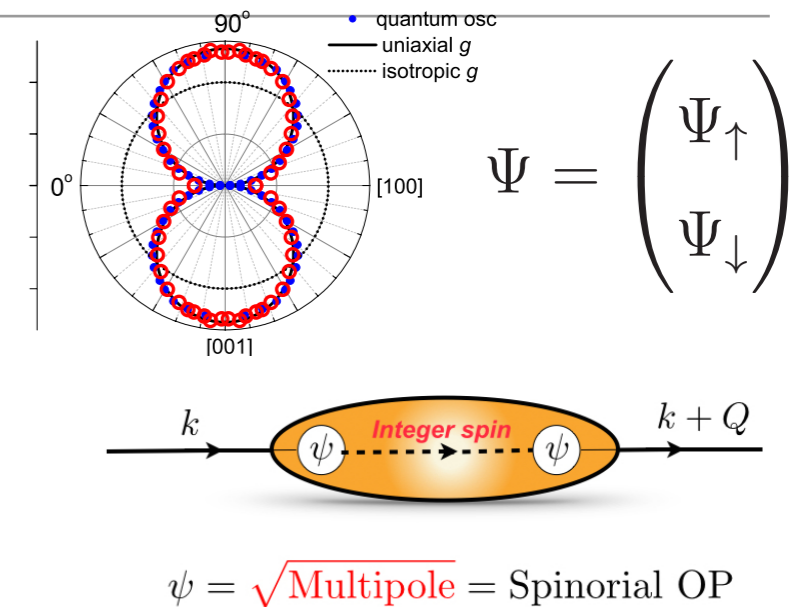 90°
quantum osc
uniaxial g
isotropic g
0°
[100]
[001]
Ψ = ( Ψ↑ Ψ↓ )
k
ψ
Integer spin
ψ
k + Q
ψ = √Multipole = Spinorial OP